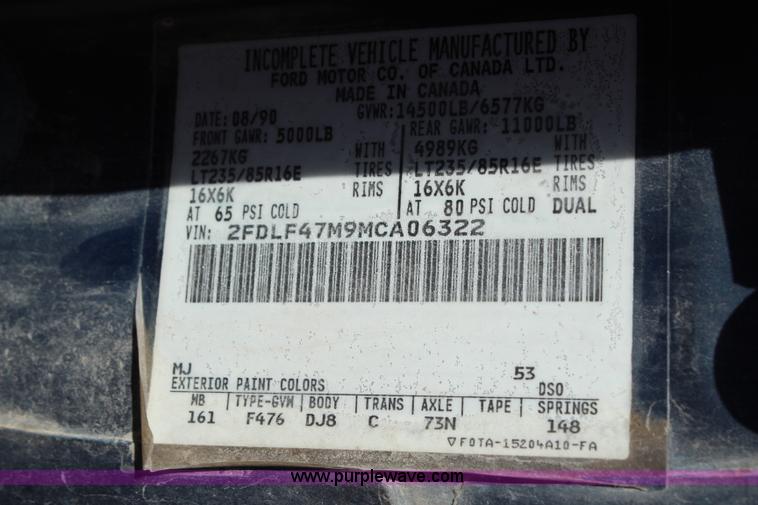 INCOMPLETE VEHICLE MANUFACTURED BY
FORD MOTOR CO. OF CANADA LTD.
MADE IN CANADA
DATE: 08/90 GVWR:14500LB/6577KG
FRONT GAWR: 5000LB REAR GAWR: 11000LB
2267KG WITH 4989KG WITH
LT235/85R16E TIRES LT235/85R16E TIRES
16X6K RIMS 16X6K RIMS
AT 65 PSI COLD AT 80 PSI COLD DUAL
VIN: 2FDLF47M9MCA06322
MJ 53
EXTERIOR PAINT COLORS DSO
WB TYPE-GVM BODY TRANS AXLE TAPE SPRINGS
161 F476 DJ8 C 73N 148
▽F0TA-15204A10-FA
www.purplewave.com